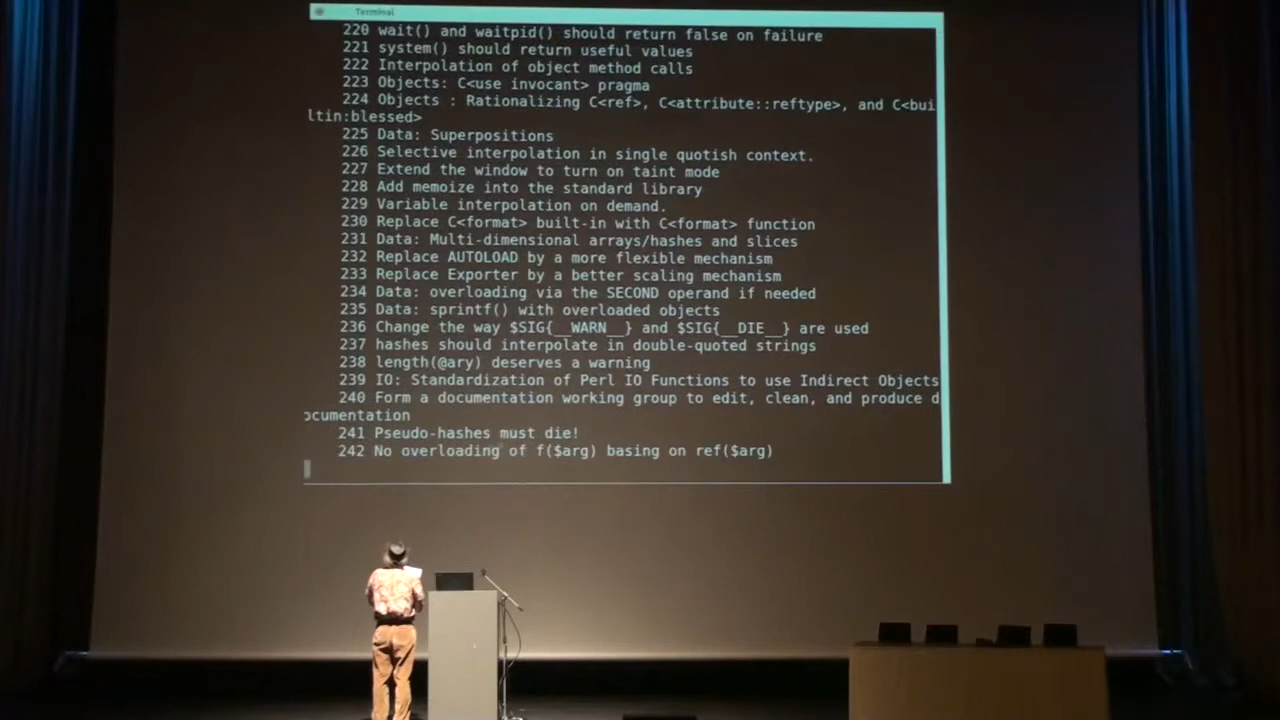 Terminal
220 wait() and waitpid() should return false on failure
221 system() should return useful values
222 Interpolation of object method calls
223 Objects: C<use invocant> pragma
224 Objects : Rationalizing C<ref>, C<attribute::reftype>, and C<bui
ltin:blessed>
225 Data: Superpositions
226 Selective interpolation in single quotish context.
227 Extend the window to turn on taint mode
228 Add memoize into the standard library
229 Variable interpolation on demand.
230 Replace C<format> built-in with C<format> function
231 Data: Multi-dimensional arrays/hashes and slices
232 Replace AUTOLOAD by a more flexible mechanism
233 Replace Exporter by a better scaling mechanism
234 Data: overloading via the SECOND operand if needed
235 Data: sprintf() with overloaded objects
236 Change the way $SIG{__WARN__} and $SIG{__DIE__} are used
237 hashes should interpolate in double-quoted strings
238 length(@ary) deserves a warning
239 IO: Standardization of Perl IO Functions to use Indirect Objects
240 Form a documentation working group to edit, clean, and produce d
ocumentation
241 Pseudo-hashes must die!
242 No overloading of f($arg) basing on ref($arg)